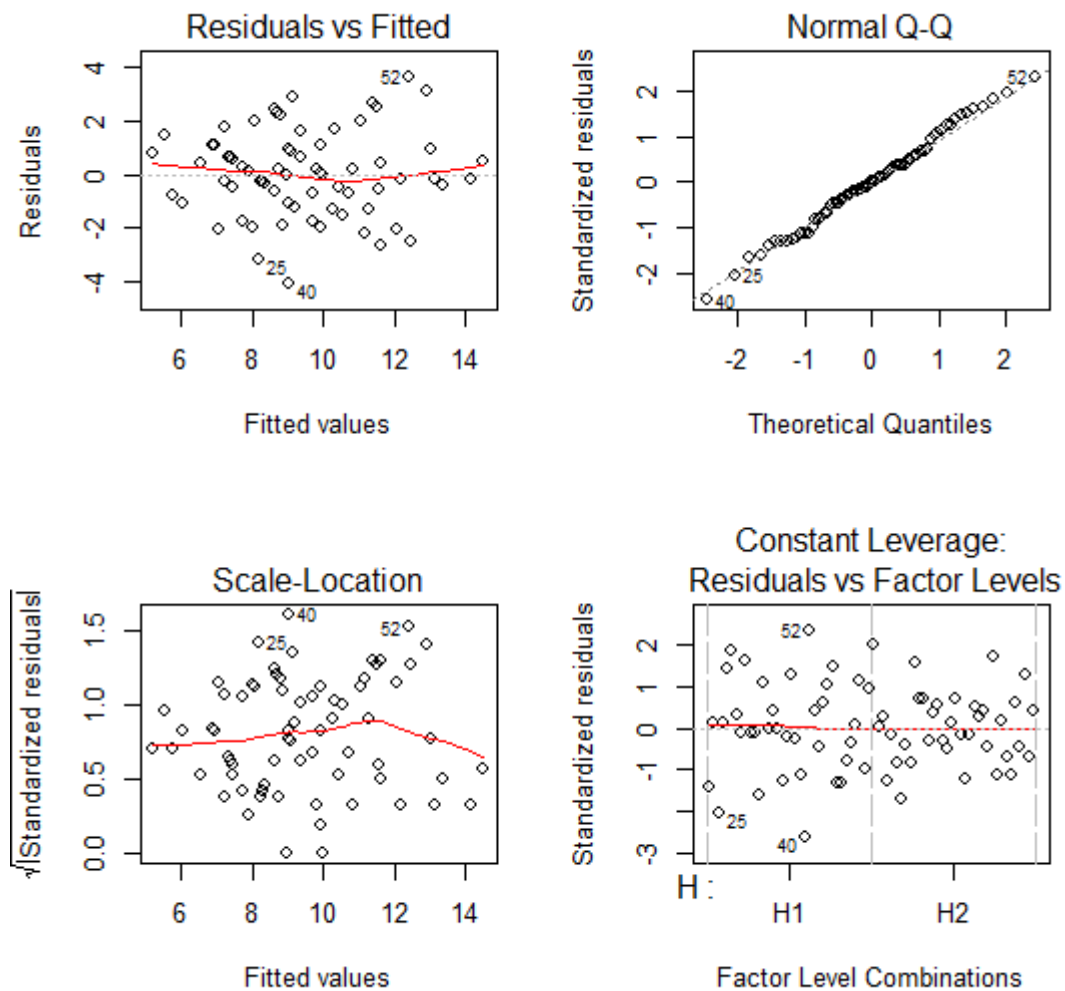 Residuals vs Fitted
Residuals
4
2
0
-2
-4
52
25
40
6 8 10 12 14
Fitted values
Normal Q-Q
Standardized residuals
2
1
0
-1
-2
52
25
40
-2 -1 0 1 2
Theoretical Quantiles
Scale-Location
√|Standardized residuals|
1.5
1.0
0.5
0.0
40
52
25
6 8 10 12 14
Fitted values
Constant Leverage:
Residuals vs Factor Levels
Standardized residuals
2
1
0
-1
-3
52
25
40
H :
H1 H2
Factor Level Combinations